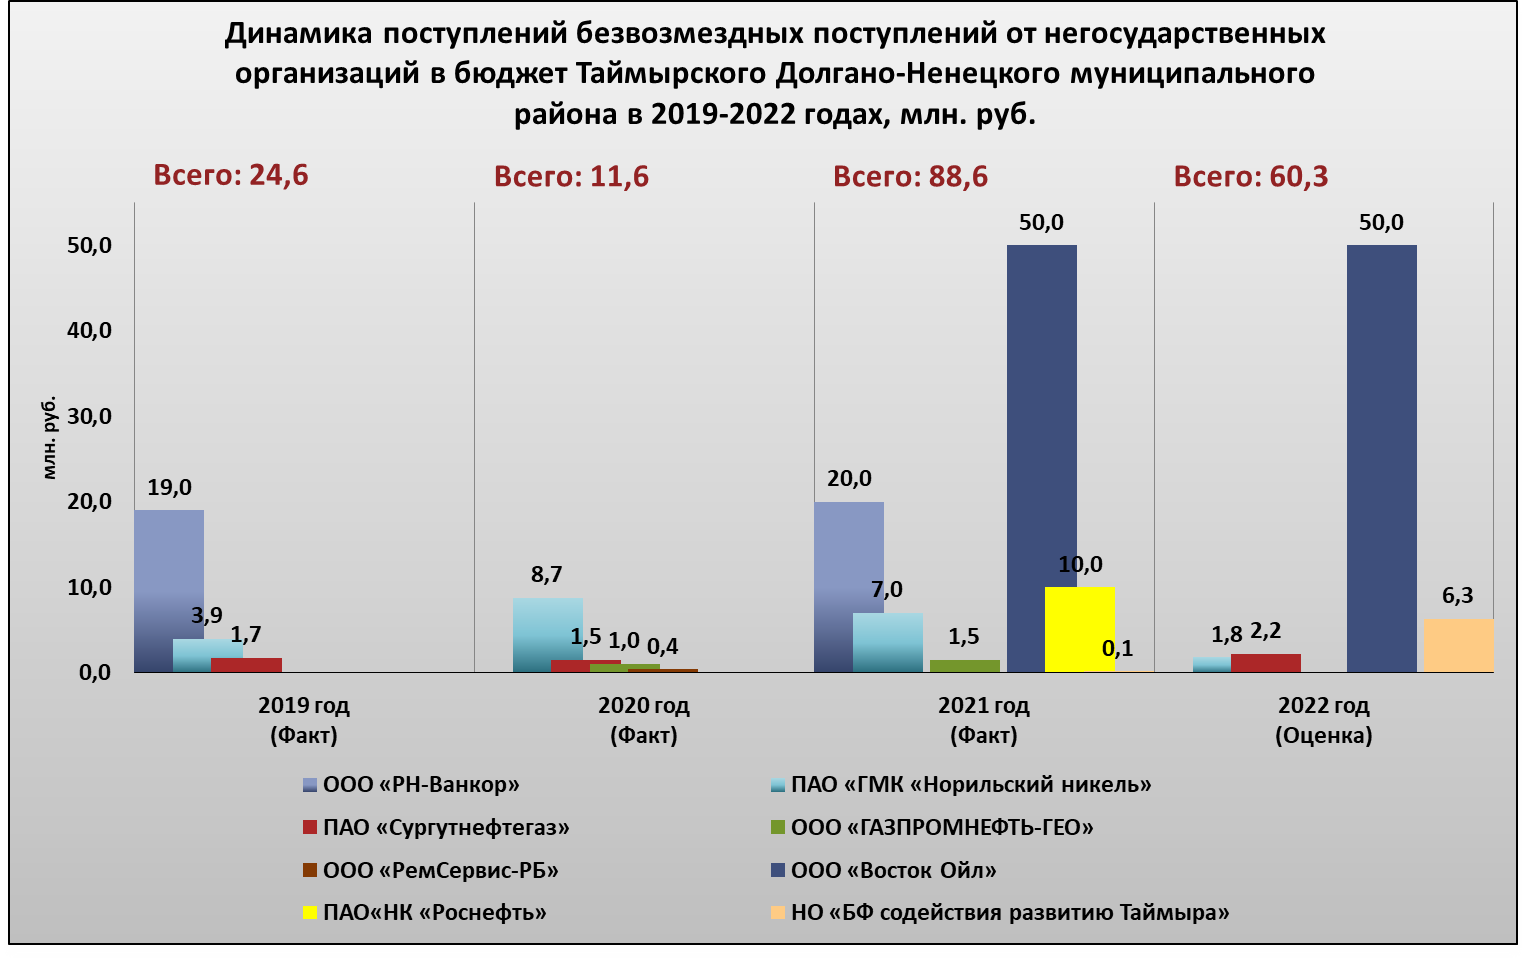 Динамика поступлений безвозмездных поступлений от негосударственных
организаций в бюджет Таймырского Долгано-Ненецкого муниципального
района в 2019-2022 годах, млн. руб.
Всего: 24,6
Всего: 11,6
Всего: 88,6
Всего: 60,3
млн. руб.
50,0
40,0
30,0
20,0
10,0
0,0
19,0
3,9
1,7
8,7
1,5
1,0
0,4
20,0
7,0
1,5
50,0
10,0
0,1
1,8
2,2
50,0
6,3
2019 год
(Факт)
2020 год
(Факт)
2021 год
(Факт)
2022 год
(Оценка)
ООО «РН-Ванкор»
ПАО «ГМК «Норильский никель»
ПАО «Сургутнефтегаз»
ООО «ГАЗПРОМНЕФТЬ-ГЕО»
ООО «РемСервис-РБ»
ООО «Восток Ойл»
ПАО«НК «Роснефть»
НО «БФ содействия развитию Таймыра»